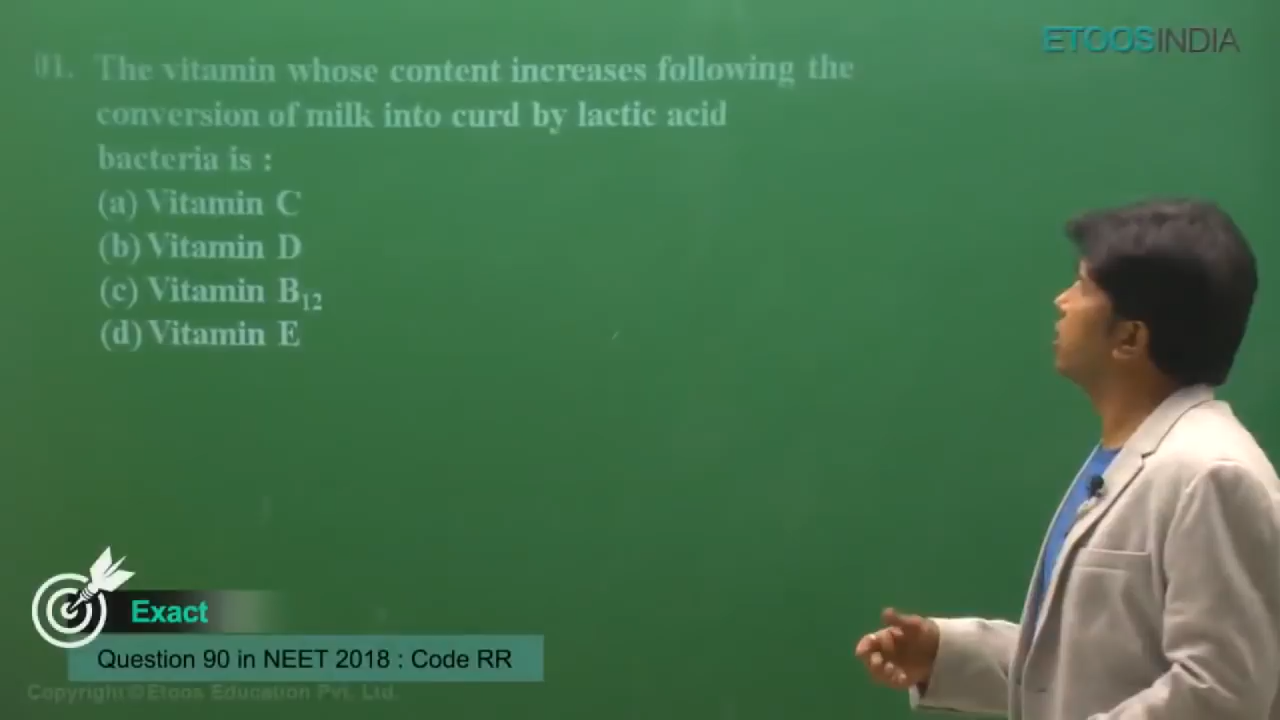 ETOOSINDIA
01. The vitamin whose content increases following the
conversion of milk into curd by lactic acid
bacteria is :
(a) Vitamin C
(b) Vitamin D
(c) Vitamin B₁₂
(d) Vitamin E
Exact
Question 90 in NEET 2018 : Code RR
Copyright © Etoos Education Pvt. Ltd.